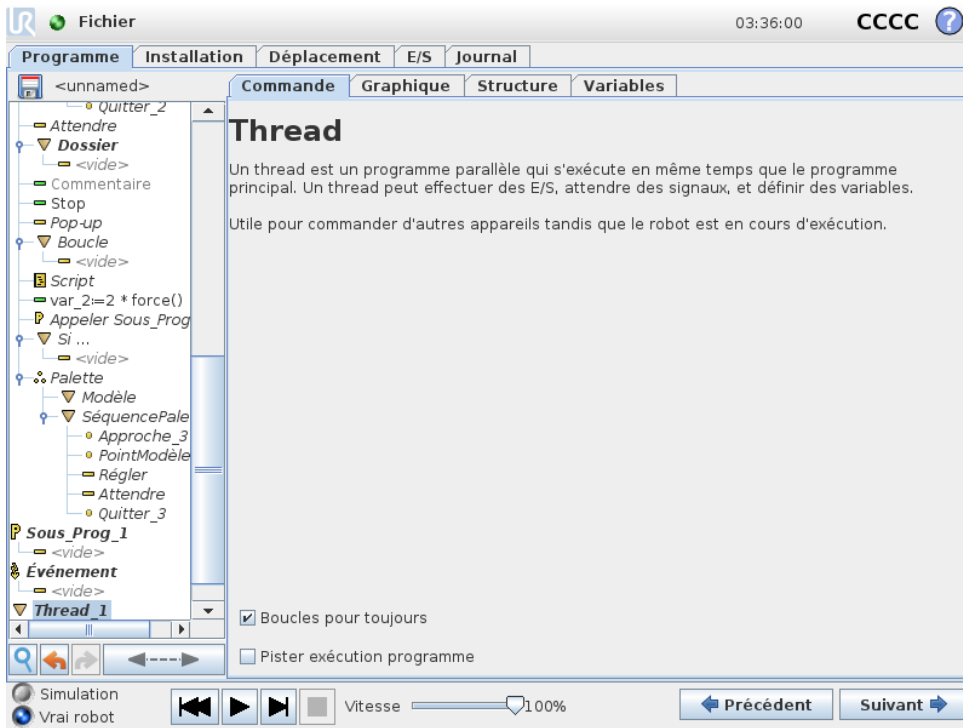 UR Fichier 03:36:00 CCCC ?
Programme Installation Déplacement E/S Journal
<unnamed>
Commande Graphique Structure Variables
Quitter_2
Attendre
Dossier
<vide>
Commentaire
Stop
Pop-up
Boucle
<vide>
Script
var_2:=2 * force()
P Appeler Sous_Prog
Si ...
<vide>
Palette
Modèle
SéquencePale
Approche_3
PointModèle
Régler
Attendre
Quitter_3
P Sous_Prog_1
<vide>
Événement
<vide>
Thread_1
Thread
Un thread est un programme parallèle qui s'exécute en même temps que le programme
principal. Un thread peut effectuer des E/S, attendre des signaux, et définir des variables.
Utile pour commander d'autres appareils tandis que le robot est en cours d'exécution.
Boucles pour toujours
Pister exécution programme
Simulation
Vrai robot
Vitesse 100%
Précédent Suivant